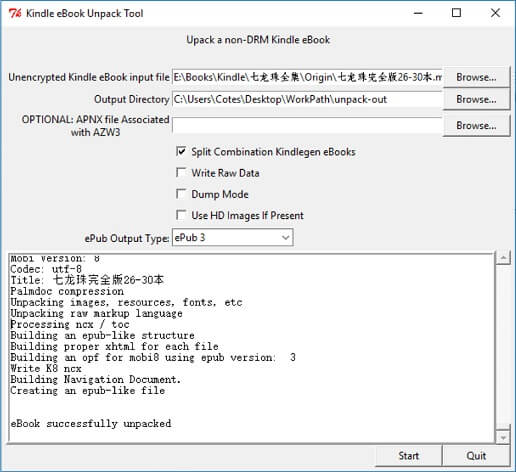 Kindle eBook Unpack Tool
Upack a non-DRM Kindle eBook
Unencrypted Kindle eBook input file E:\Books\Kindle\七龙珠全集\Origin\七龙珠完全版26-30本.m Browse...
Output Directory C:\Users\Cotes\Desktop\WorkPath\unpack-out Browse...
OPTIONAL: APNX file Associated with AZW3 Browse...
Split Combination Kindlegen eBooks
Write Raw Data
Dump Mode
Use HD Images If Present
ePub Output Type: ePub 3
Mobi Version: 8
Codec: utf-8
Title: 七龙珠完全版26-30本
Palmdoc compression
Unpacking images, resources, fonts, etc
Unpacking raw markup language
Processing ncx / toc
Building an epub-like structure
Building proper xhtml for each file
Building an opf for mobi8 using epub version: 3
Write K8 ncx
Building Navigation Document.
Creating an epub-like file
eBook successfully unpacked
Start Quit